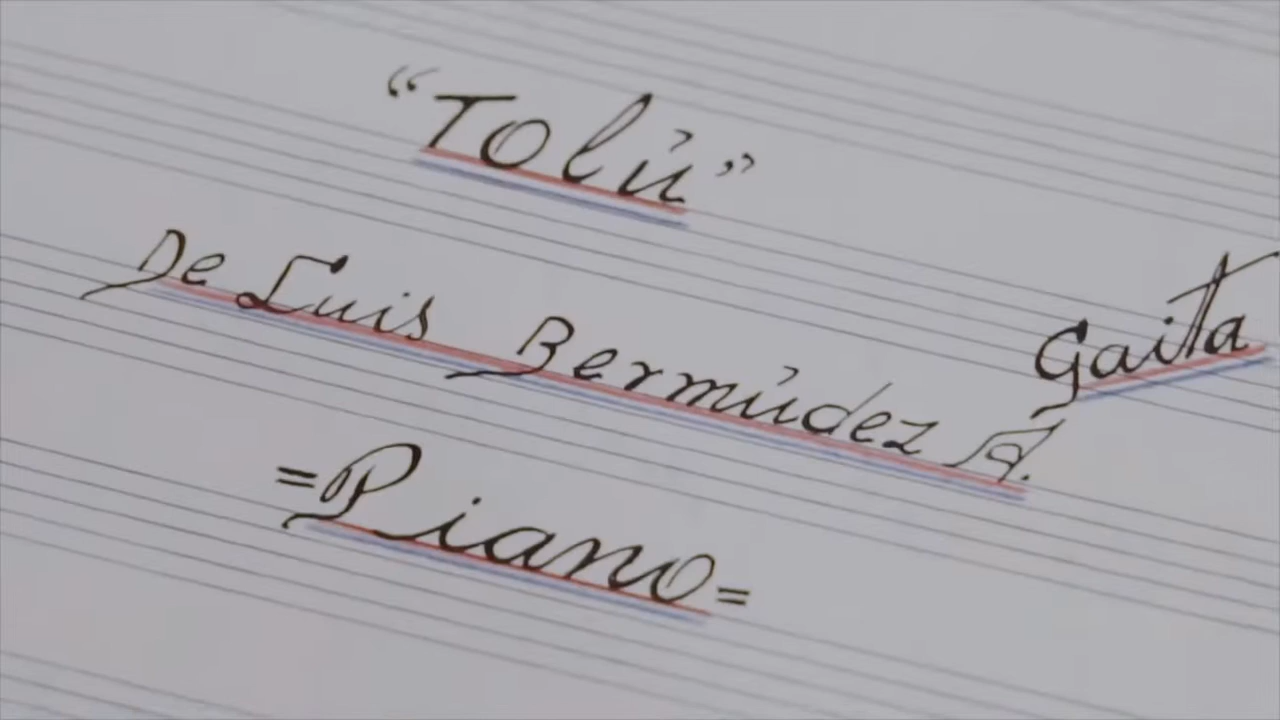 "Tolú"
De Luis Bermúdez A.
Gaita
=Piano=